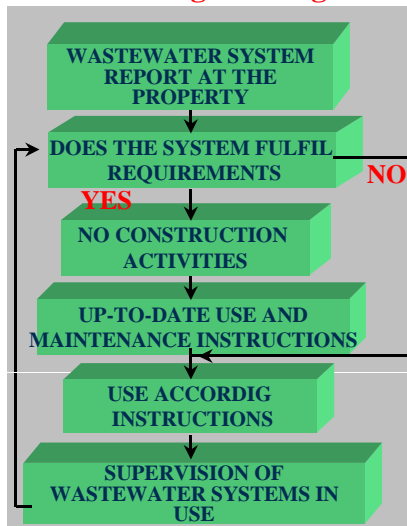 WASTEWATER SYSTEM
REPORT AT THE
PROPERTY
DOES THE SYSTEM FULFIL
REQUIREMENTS
NO
YES
NO CONSTRUCTION
ACTIVITIES
UP-TO-DATE USE AND
MAINTENANCE INSTRUCTIONS
USE ACCORDIG
INSTRUCTIONS
SUPERVISION OF
WASTEWATER SYSTEMS IN
USE